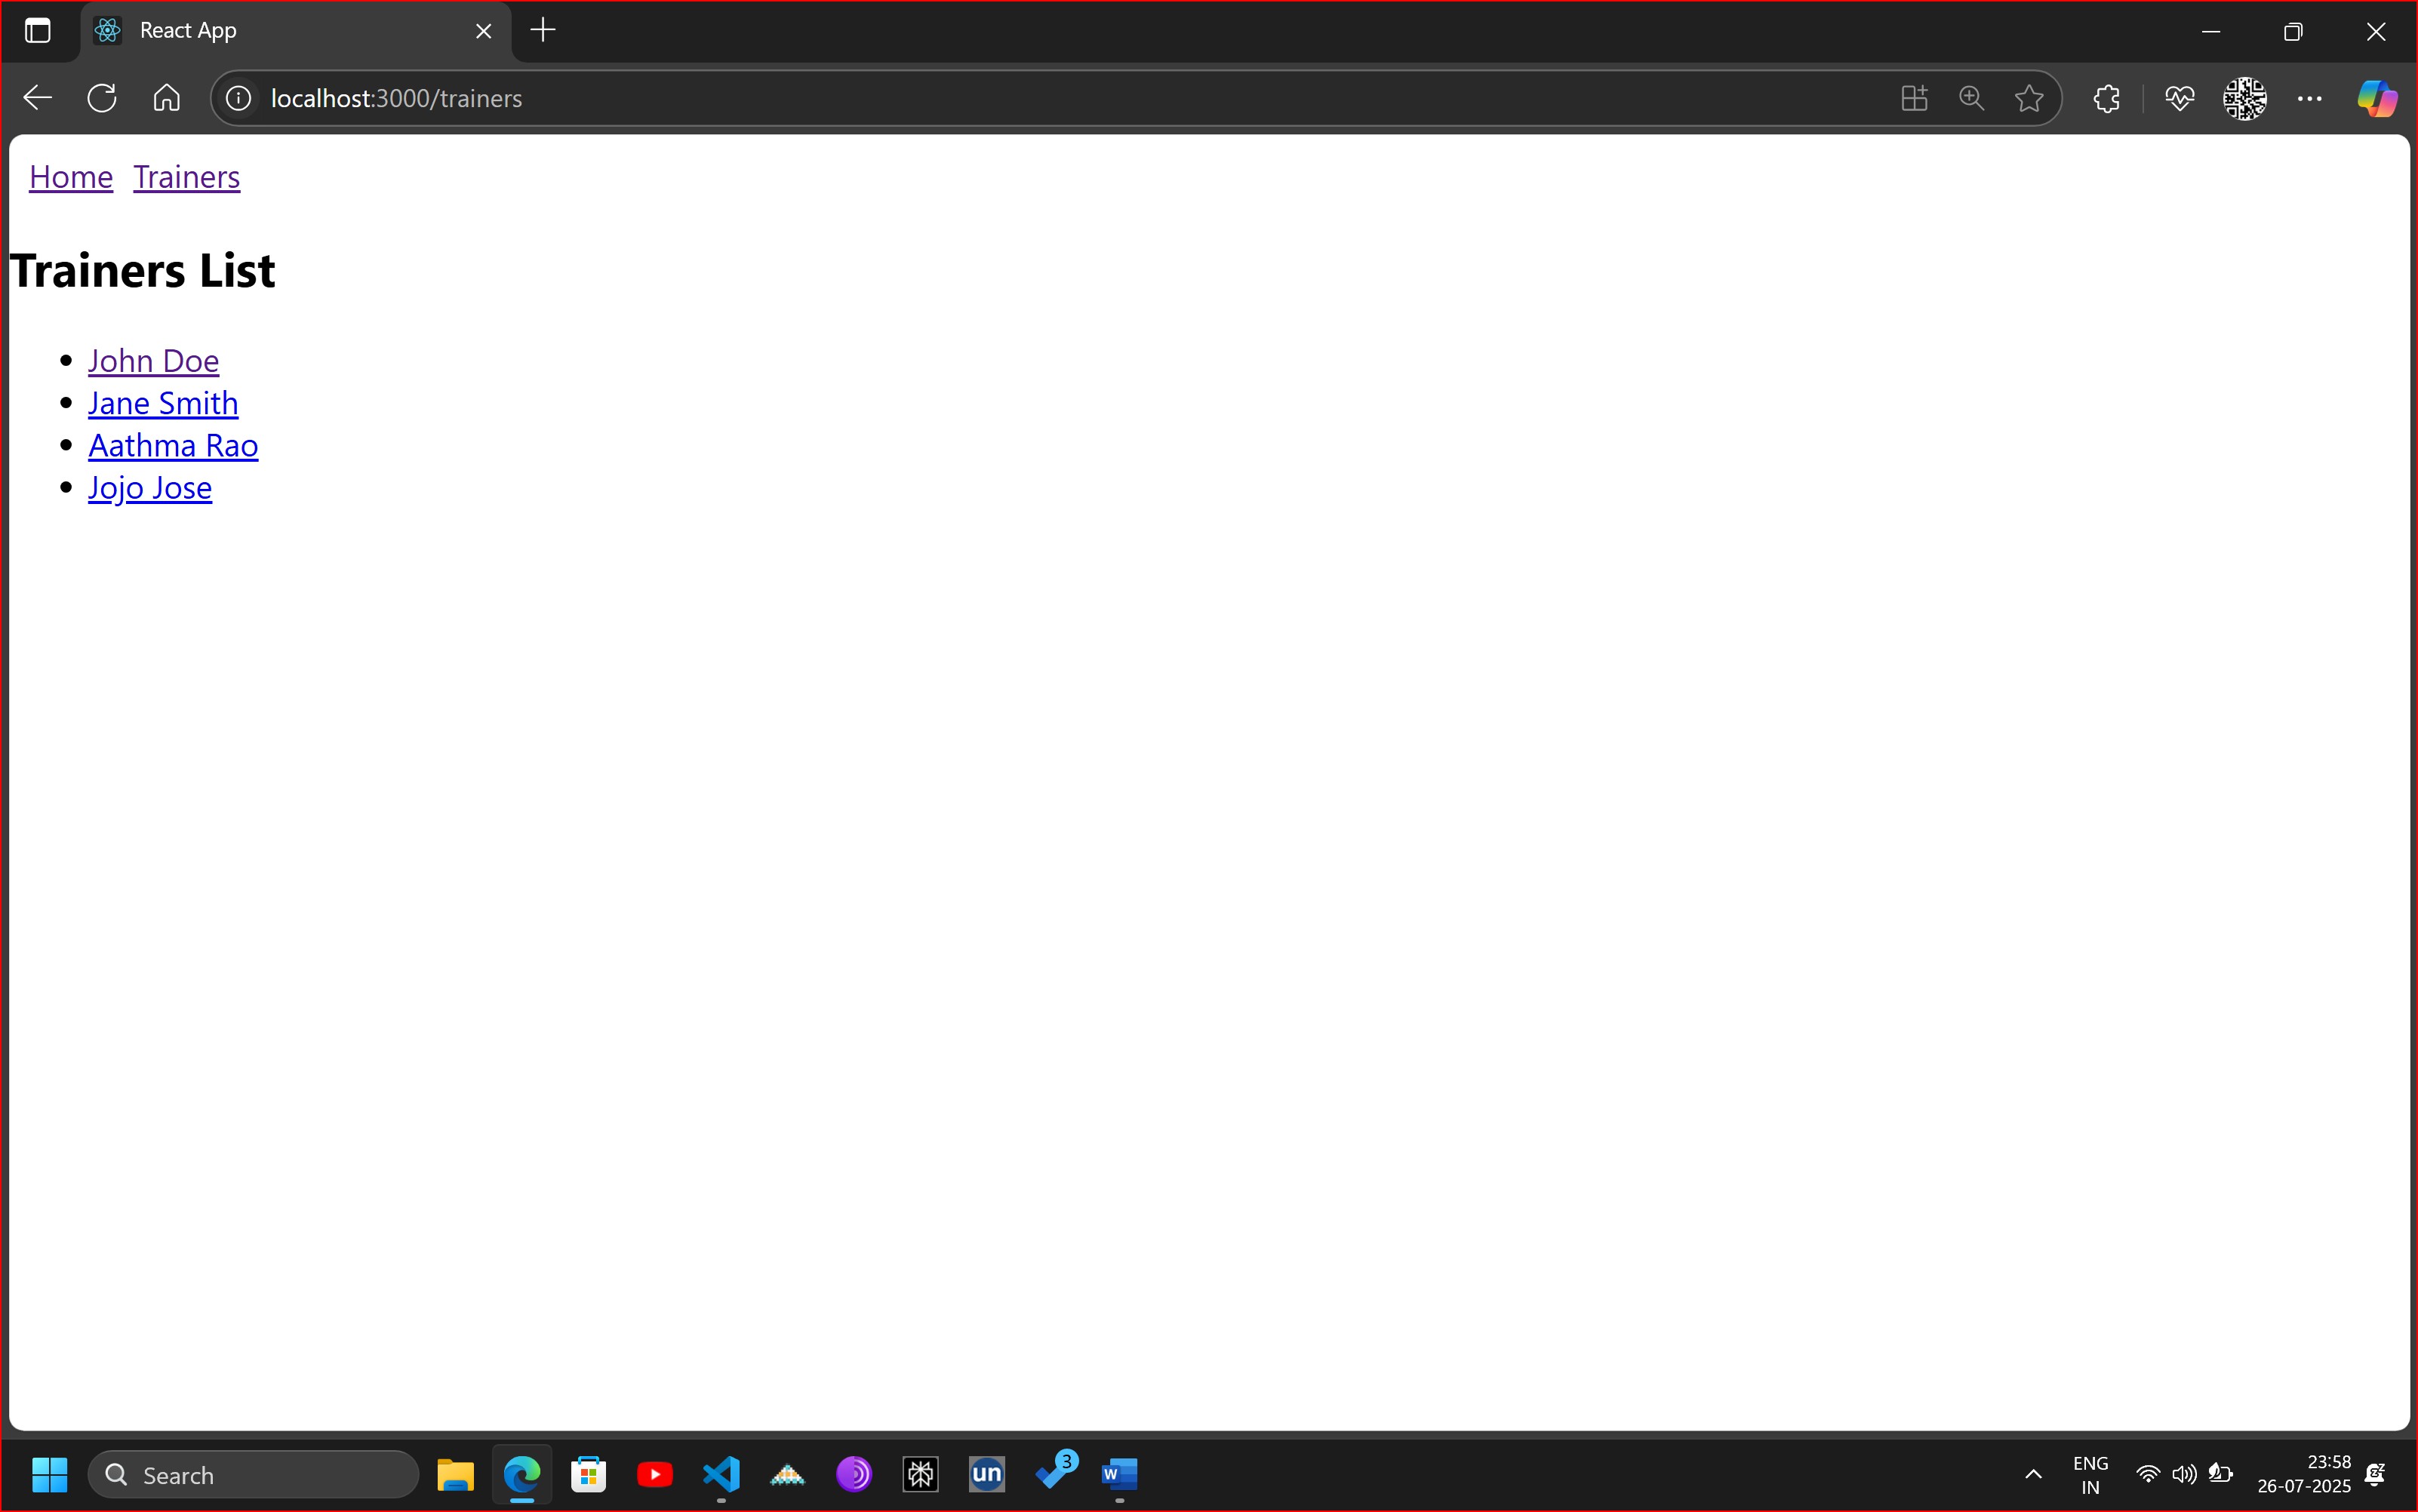 React App
localhost:3000/trainers
Home Trainers
Trainers List
John Doe
Jane Smith
Aathma Rao
Jojo Jose
Search
un
3
W
ENG
IN
23:58
26-07-2025